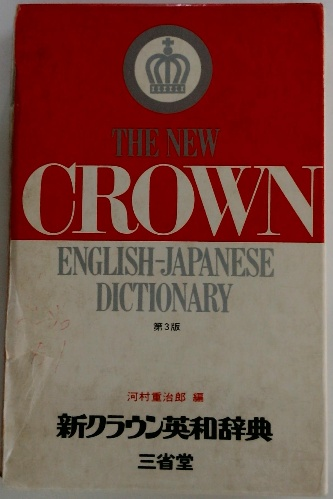 THE NEW
CROWN
ENGLISH-JAPANESE
DICTIONARY
第3版
河村重治郎 編
新クラウン英和辞典
三省堂